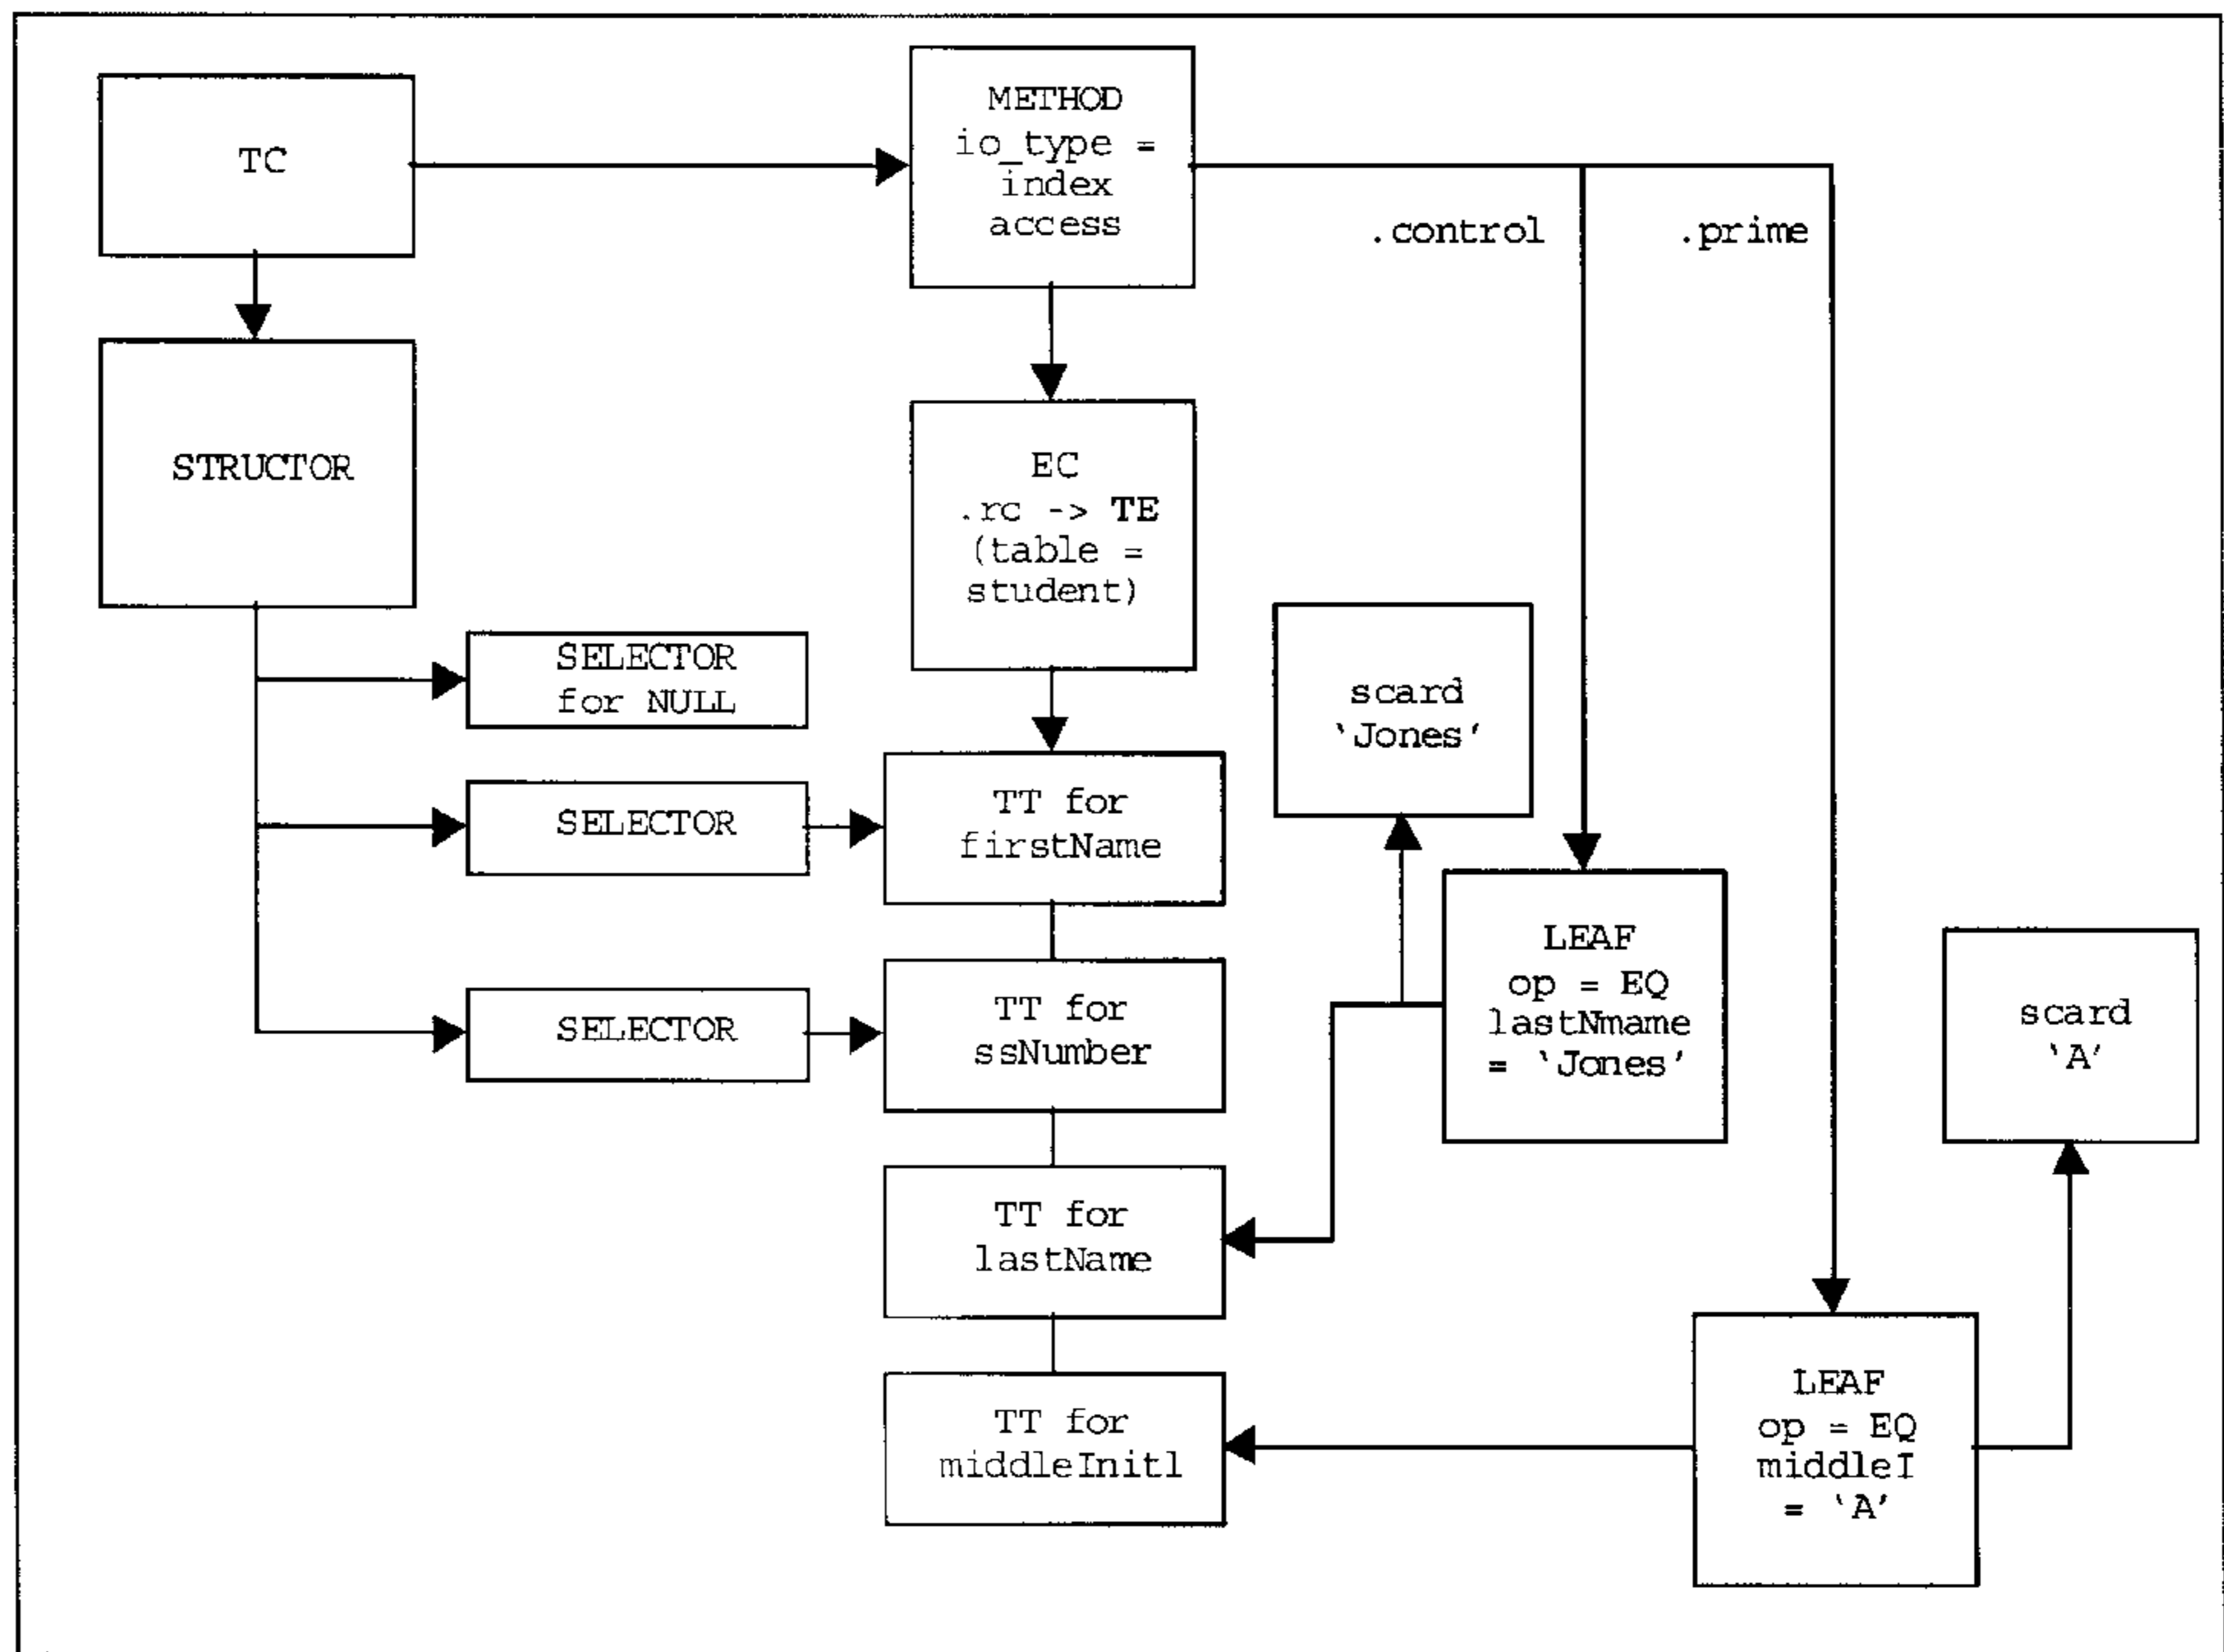 TC
METHOD
io_type =
index
access
.control
.prime
STRUCTOR
EC
.rc -> TE
(table =
student)
SELECTOR
for NULL
scard
'Jones'
SELECTOR
TT for
firstName
LEAF
op = EQ
lastNmame
= 'Jones'
SELECTOR
TT for
ssNumber
scard
'A'
TT for
lastName
TT for
middleInitl
LEAF
op = EQ
middleI
= 'A'